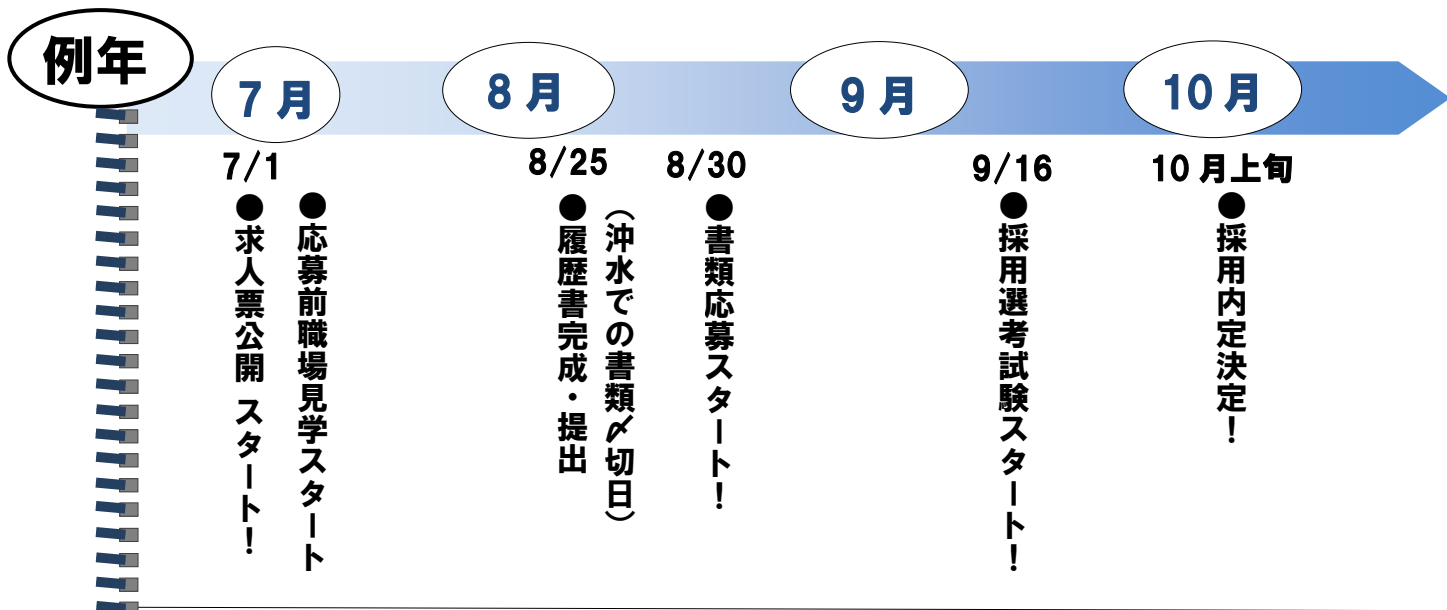 例年
7月
8月
9月
10月
7/1
●求人票公開 スタート！
●応募前職場見学スタート
8/25
●履歴書完成・提出
（沖水での書類〆切日）
8/30
●書類応募スタート！
9/16
●採用選考試験スタート！
10月上旬
●採用内定決定！